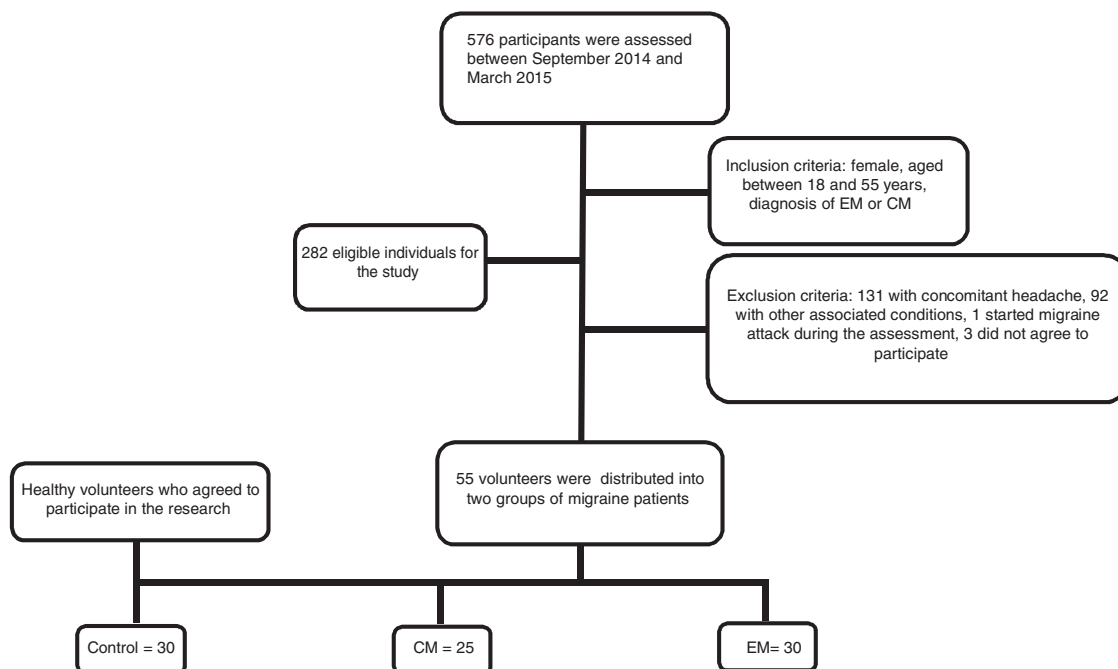 576 participants were assessed
between September 2014 and
March 2015
Inclusion criteria: female, aged
between 18 and 55 years,
diagnosis of EM or CM
282 eligible individuals for
the study
Exclusion criteria: 131 with concomitant headache, 92
with other associated conditions, 1 started migraine
attack during the assessment, 3 did not agree to
participate
55 volunteers were distributed into
two groups of migraine patients
Healthy volunteers who agreed to
participate in the research
Control = 30
CM = 25
EM= 30